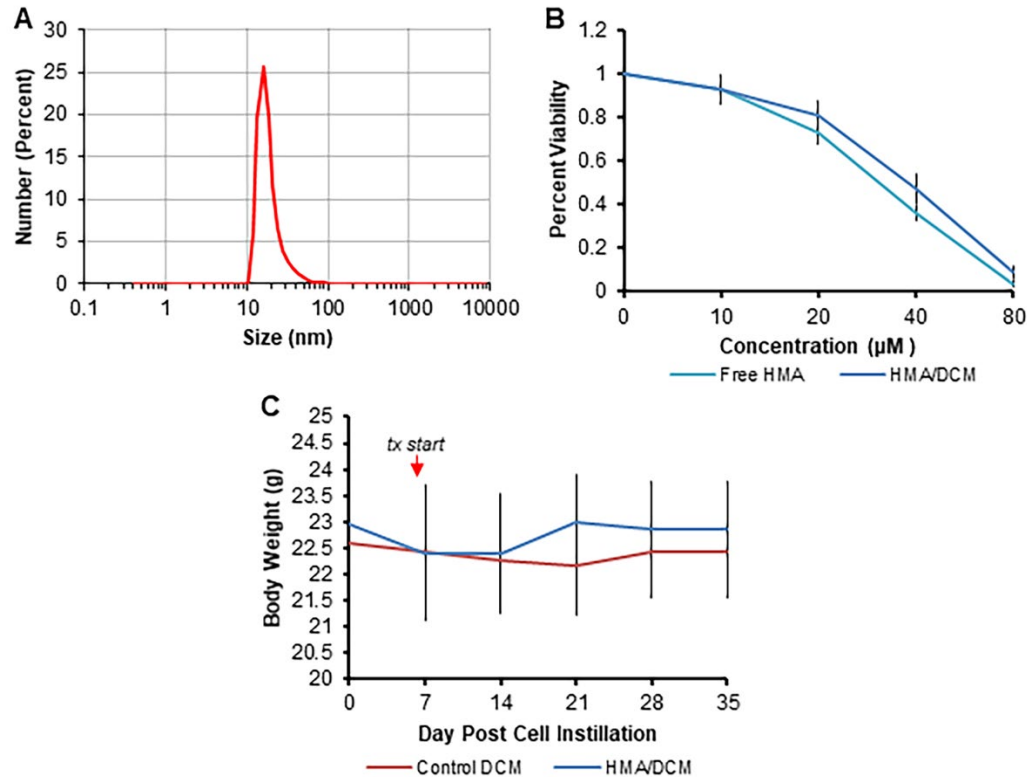 A
Number (Percent)
30
25
20
15
10
5
0
0.1 1 10 100 1000 10000
Size (nm)
B
Percent Viability
1.2
1
0.8
0.6
0.4
0.2
0
0 10 20 40 80
Concentration (µM )
Free HMA HMA/DCM
C
Body Weight (g)
25
24.5
24
23.5
23
22.5
22
21.5
21
20.5
20
tx start
0 7 14 21 28 35
Day Post Cell Instillation
Control DCM HMA/DCM